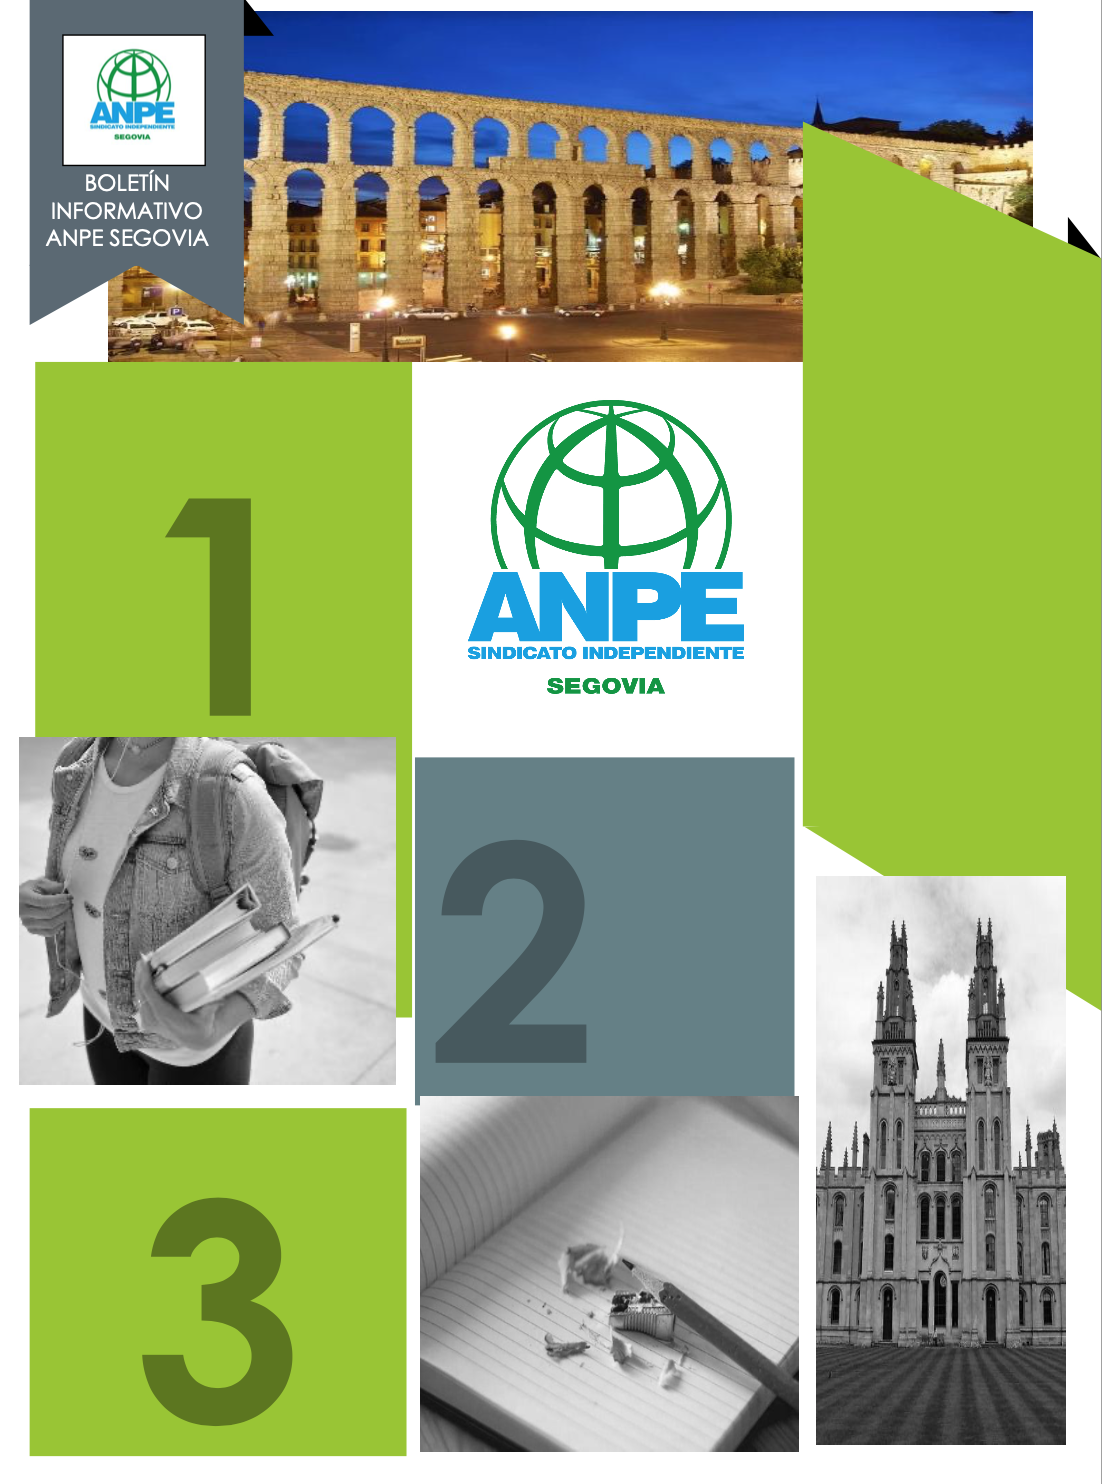 ANPE
SINDICATO INDEPENDIENTE
SEGOVIA
BOLETÍN
INFORMATIVO
ANPE SEGOVIA
P
1
ANPE
SINDICATO INDEPENDIENTE
SEGOVIA
2
3